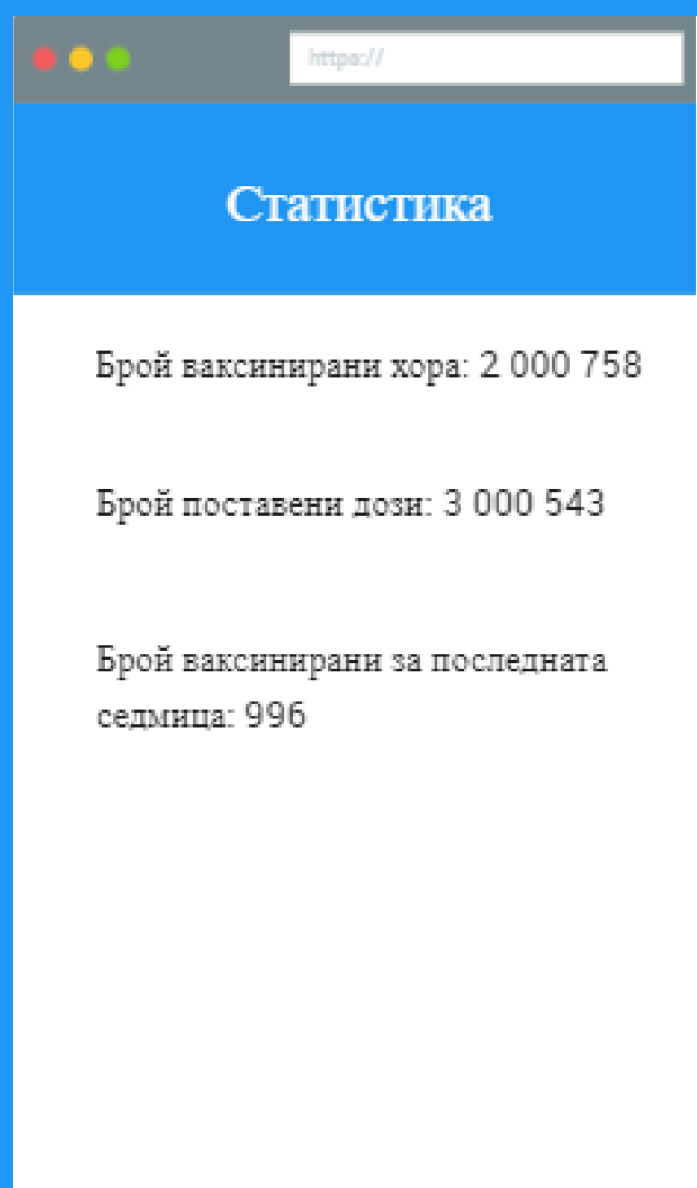 https://
Статистика
Брой ваксинирани хора: 2 000 758
Брой поставени дози: 3 000 543
Брой ваксинирани за последната
седмица: 996